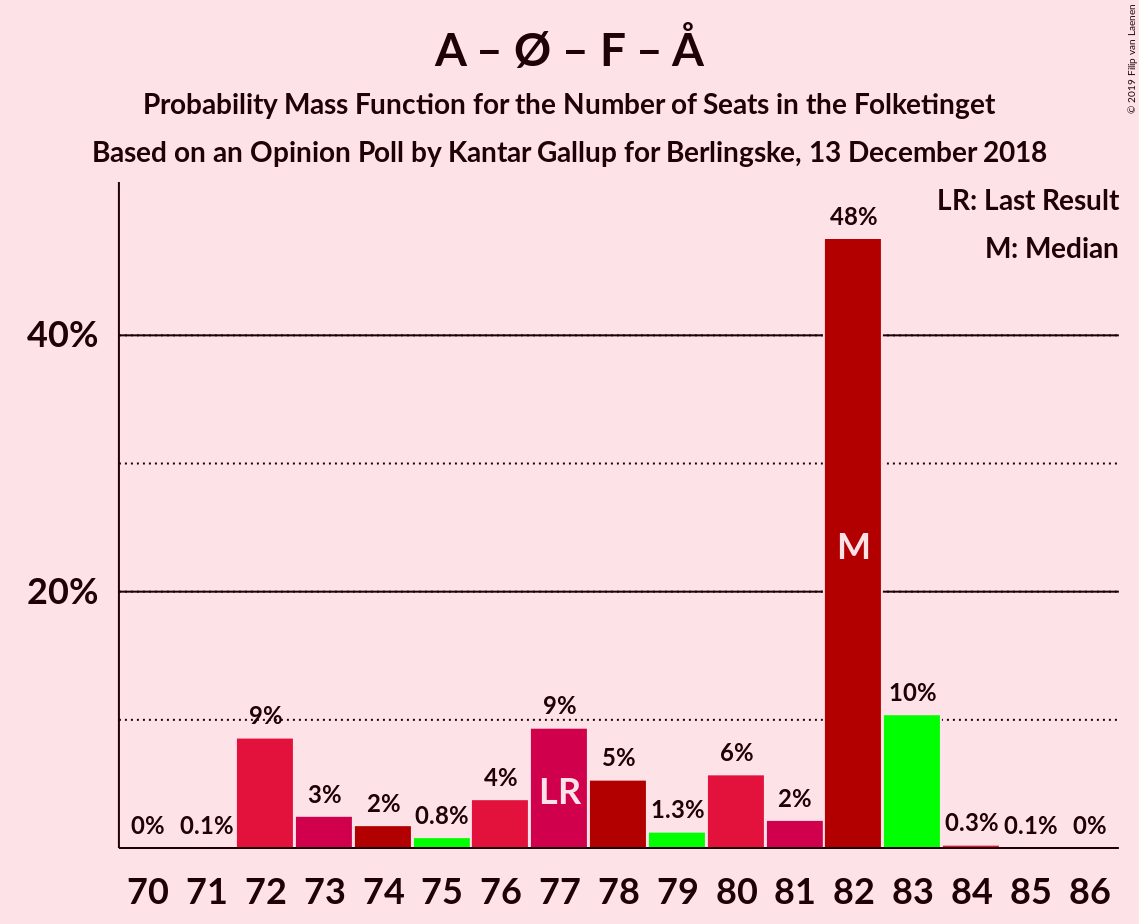 A – Ø – F – Å
Probability Mass Function for the Number of Seats in the Folketinget
Based on an Opinion Poll by Kantar Gallup for Berlingske, 13 December 2018
© 2019 Filip van Laenen
LR: Last Result
M: Median
40%
20%
0%
0.1%
9%
3%
2%
0.8%
4%
9%
LR
5%
1.3%
6%
2%
48%
M
10%
0.3%
0.1%
0%
70 71 72 73 74 75 76 77 78 79 80 81 82 83 84 85 86